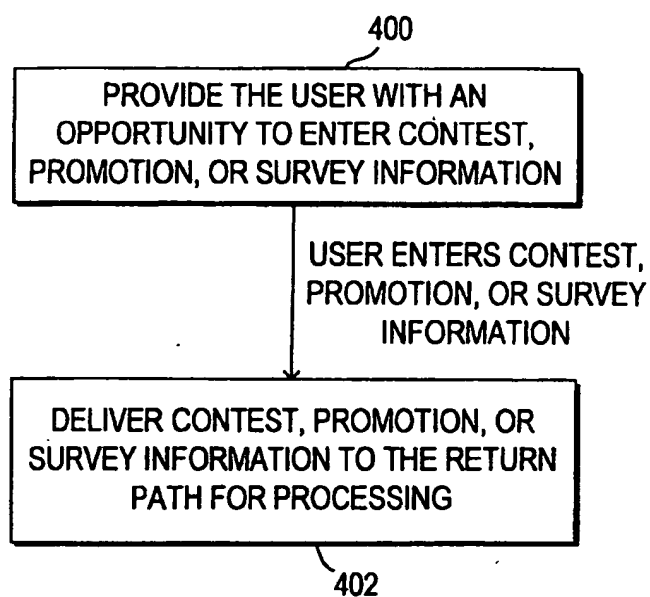 400
PROVIDE THE USER WITH AN
OPPORTUNITY TO ENTER CONTEST,
PROMOTION, OR SURVEY INFORMATION
USER ENTERS CONTEST,
PROMOTION, OR SURVEY
INFORMATION
DELIVER CONTEST, PROMOTION, OR
SURVEY INFORMATION TO THE RETURN
PATH FOR PROCESSING
402